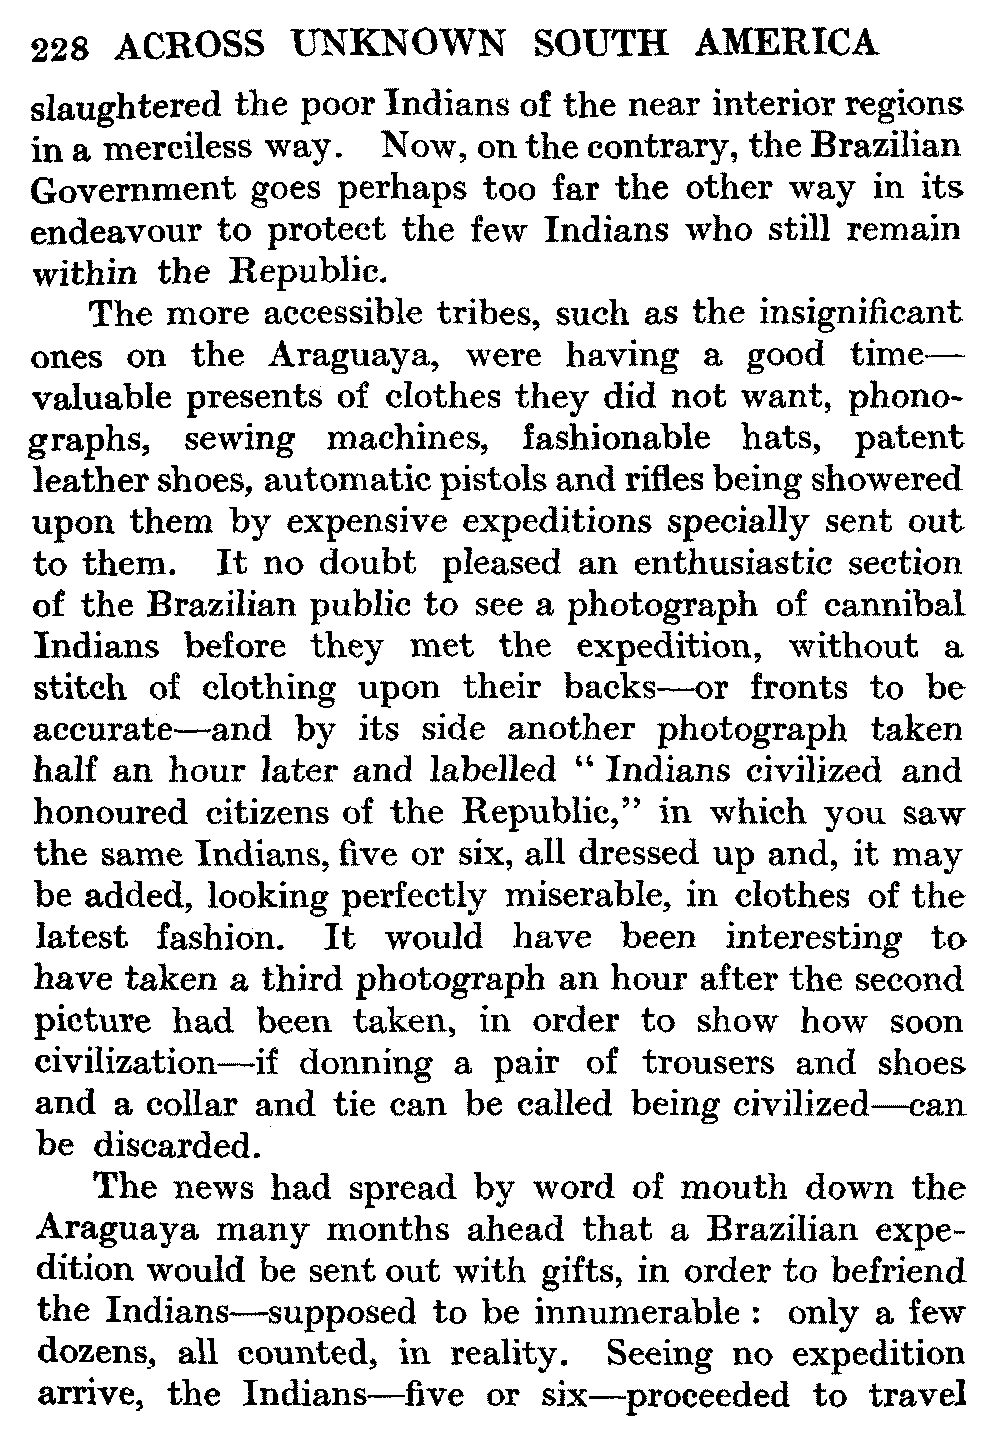 228 ACROSS UNKNOWN SOUTH AMERICA
slaughtered the poor Indians of the near interior regions
in a merciless way. Now, on the contrary, the Brazilian
Government goes perhaps too far the other way in its
endeavour to protect the few Indians who still remain
within the Republic.
The more accessible tribes, such as the insignificant
ones on the Araguaya, were having a good time—
valuable presents of clothes they did not want, phono-
graphs, sewing machines, fashionable hats, patent
leather shoes, automatic pistols and rifles being showered
upon them by expensive expeditions specially sent out
to them. It no doubt pleased an enthusiastic section
of the Brazilian public to see a photograph of cannibal
Indians before they met the expedition, without a
stitch of clothing upon their backs—or fronts to be
accurate—and by its side another photograph taken
half an hour later and labelled “ Indians civilized and
honoured citizens of the Republic,” in which you saw
the same Indians, five or six, all dressed up and, it may
be added, looking perfectly miserable, in clothes of the
latest fashion. It would have been interesting to
have taken a third photograph an hour after the second
picture had been taken, in order to show how soon
civilization—if donning a pair of trousers and shoes
and a collar and tie can be called being civilized—can
be discarded.
The news had spread by word of mouth down the
Araguaya many months ahead that a Brazilian expe-
dition would be sent out with gifts, in order to befriend
the Indians—supposed to be innumerable : only a few
dozens, all counted, in reality. Seeing no expedition
arrive, the Indians—five or six—proceeded to travel